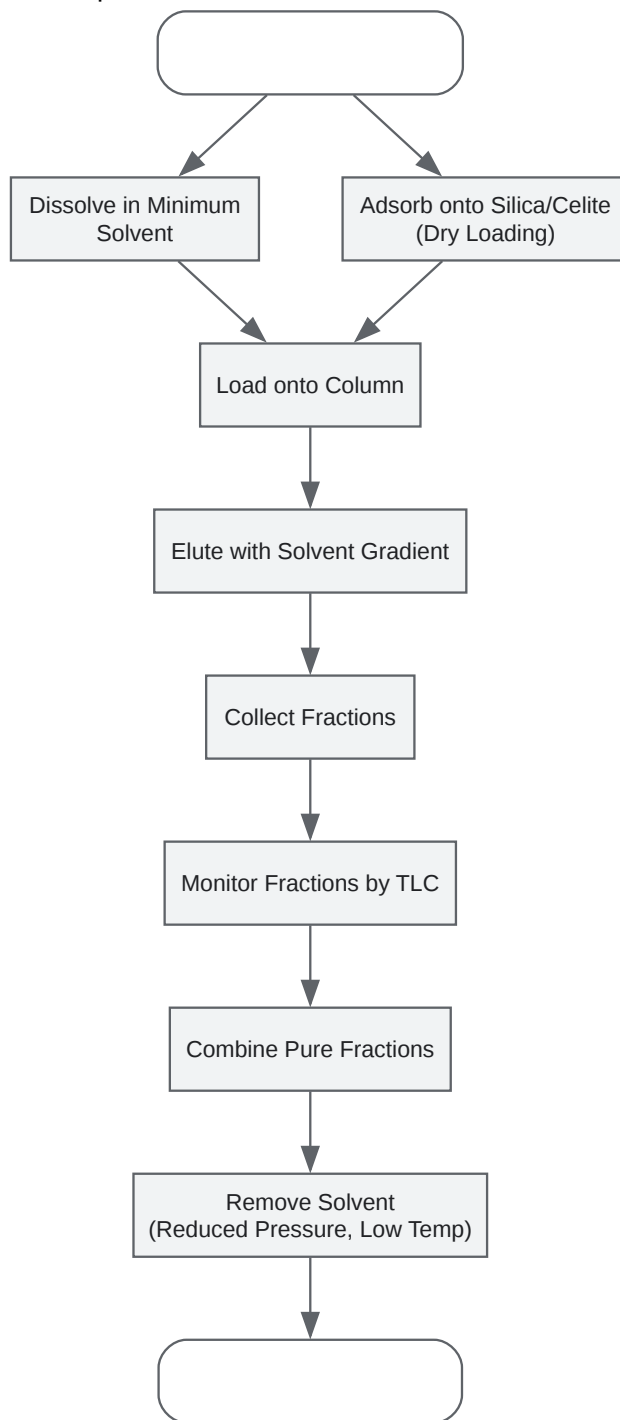 Dissolve in Minimum
Solvent
Adsorb onto Silica/Celite
(Dry Loading)
Load onto Column
Elute with Solvent Gradient
Collect Fractions
Monitor Fractions by TLC
Combine Pure Fractions
Remove Solvent
(Reduced Pressure, Low Temp)